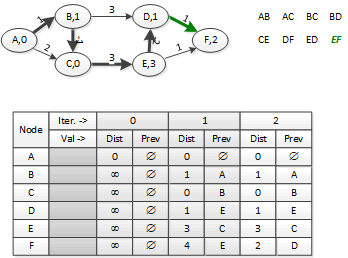 B,1 3 D,1 AB AC BC BD
1 1
A,0 F,2
2 1
C,0 3 E,3 CE DF ED EF
Node Iter. -> 0 1 2
Val -> Dist Prev Dist Prev Dist Prev
A 0 ∅ 0 ∅ 0 ∅
B ∞ ∅ 1 A 1 A
C ∞ ∅ 0 B 0 B
D ∞ ∅ 1 E 1 E
E ∞ ∅ 3 C 3 C
F ∞ ∅ 4 E 2 D